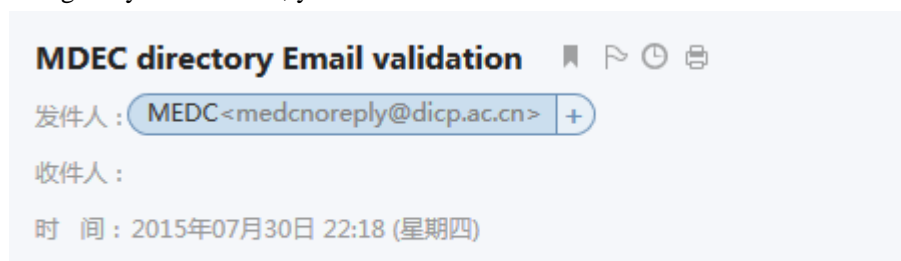 MDEC directory Email validation
发件人：MEDC<medcnoreply@dicp.ac.cn> +
收件人：
时 间：2015年07月30日 22:18 (星期四)